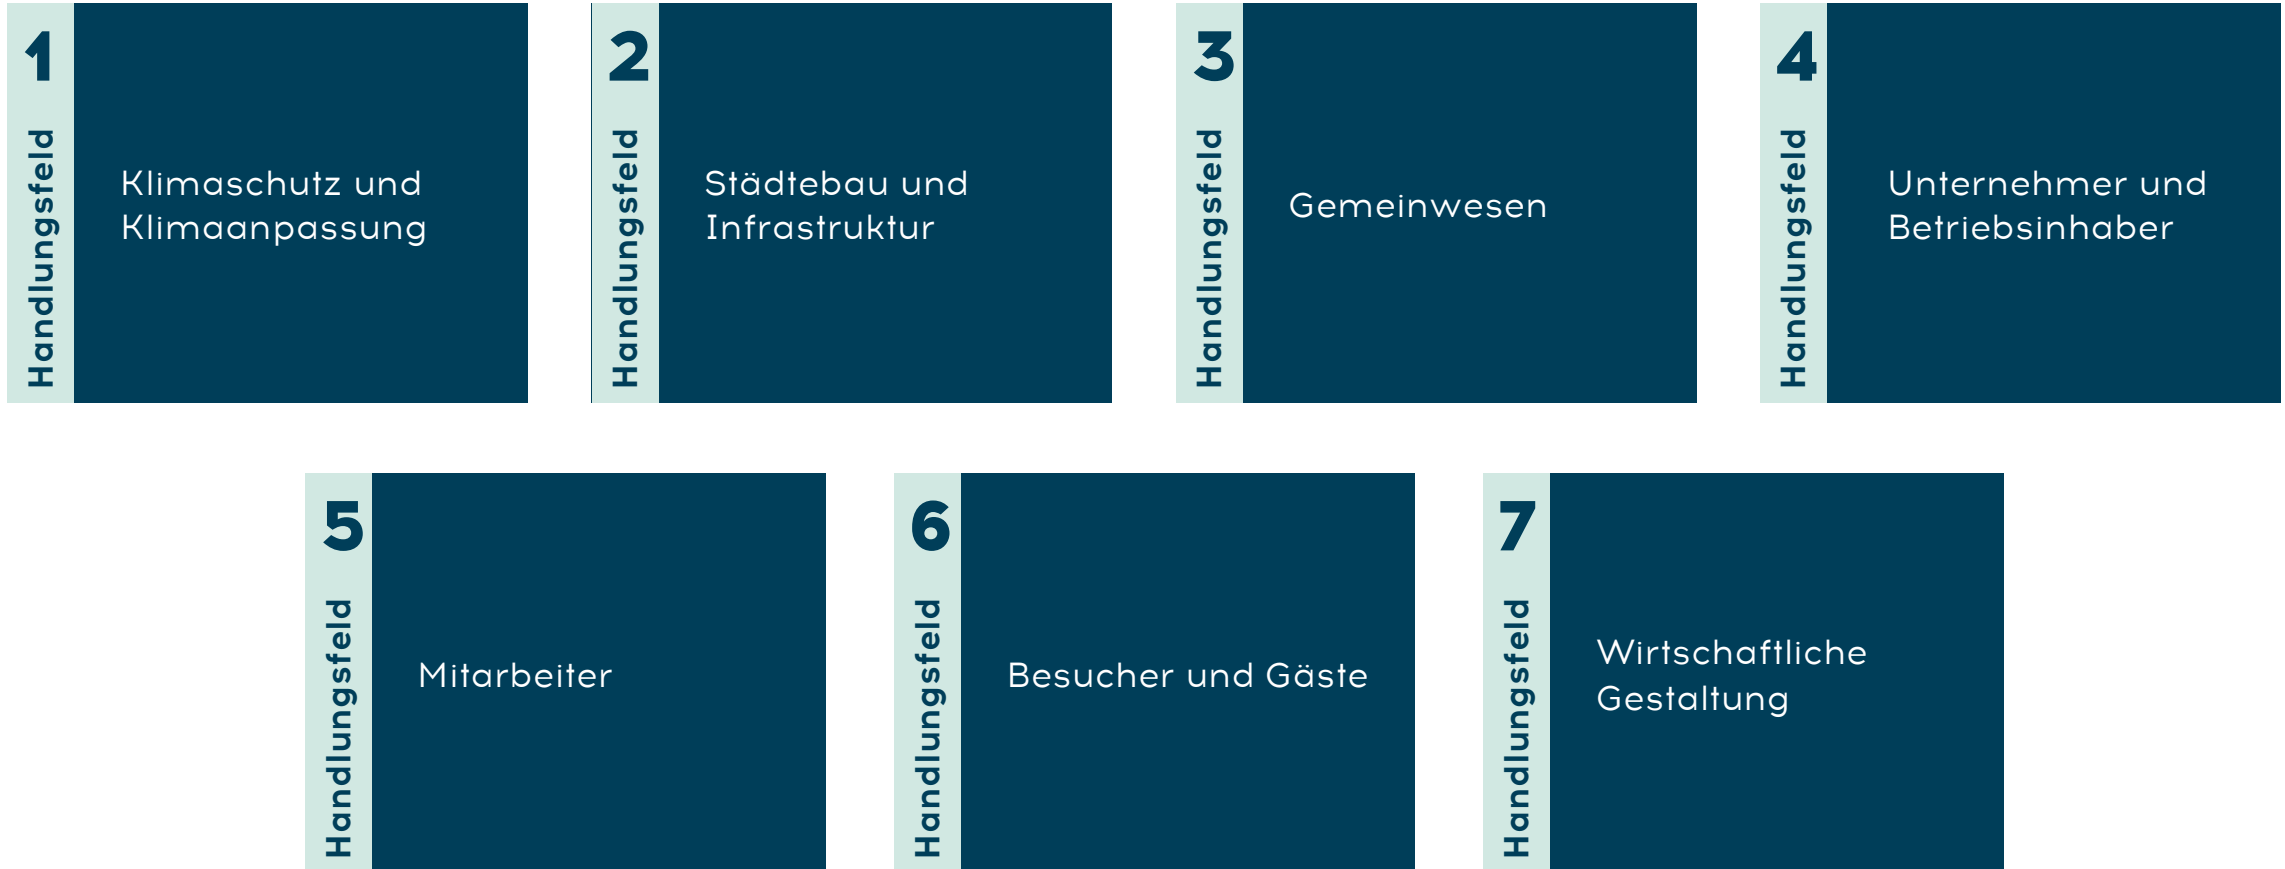 1
Handlungsfeld
Klimaschutz und
Klimaanpassung
2
Handlungsfeld
Städtebau und
Infrastruktur
3
Handlungsfeld
Gemeinwesen
4
Handlungsfeld
Unternehmer und
Betriebsinhaber
5
Handlungsfeld
Mitarbeiter
6
Handlungsfeld
Besucher und Gäste
7
Handlungsfeld
Wirtschaftliche
Gestaltung